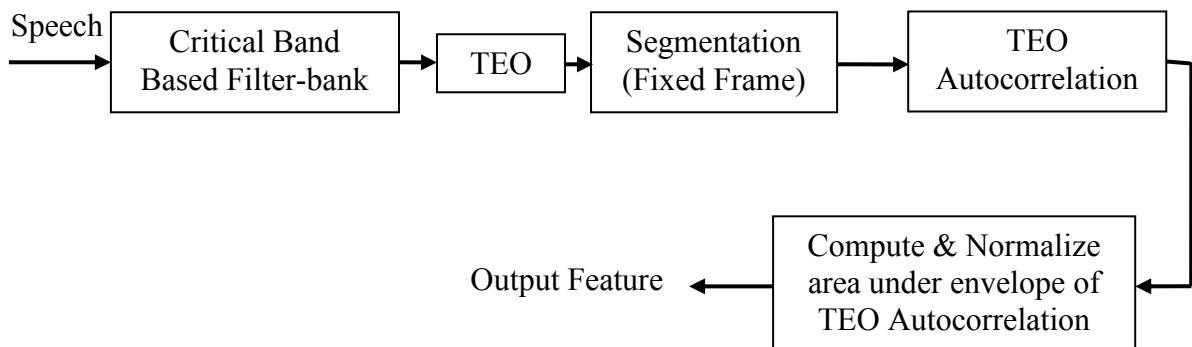 Speech
Critical Band
Based Filter-bank
TEO
Segmentation
(Fixed Frame)
TEO
Autocorrelation
Compute & Normalize
area under envelope of
TEO Autocorrelation
Output Feature